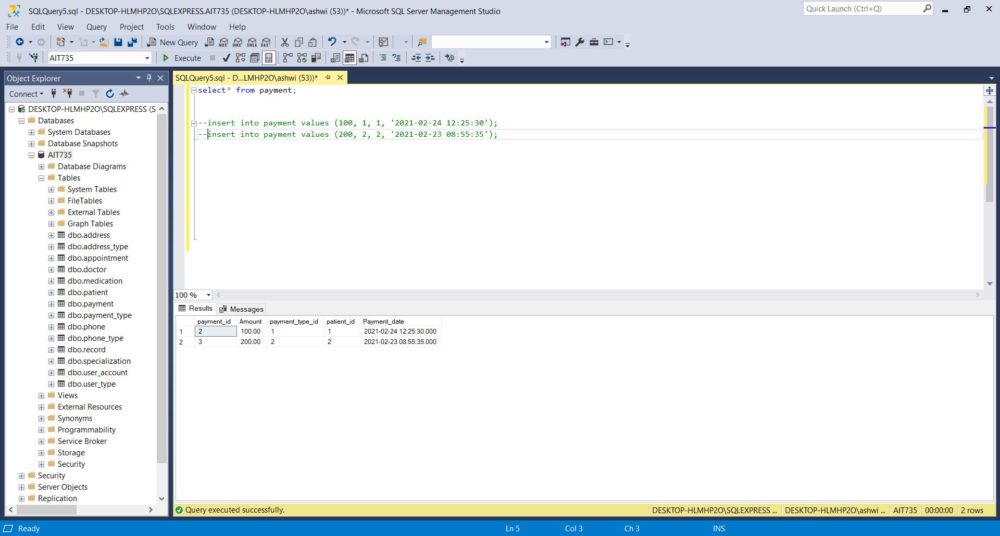 SQLQuery5.sql - DESKTOP-HLMHP2O\SQLEXPRESS.AIT735 (DESKTOP-HLMHP2O\ashwi (53))* - Microsoft SQL Server Management Studio
Quick Launch (Ctrl+Q)
File Edit View Query Project Tools Window Help
New Query MDX DMX XMLA DAX
AIT735 Execute
Object Explorer
Connect
DESKTOP-HLMHP2O\SQLEXPRESS (S
Databases
System Databases
Database Snapshots
AIT735
Database Diagrams
Tables
System Tables
FileTables
External Tables
Graph Tables
dbo.address
dbo.address_type
dbo.appointment
dbo.doctor
dbo.medication
dbo.patient
dbo.payment
dbo.payment_type
dbo.phone
dbo.phone_type
dbo.record
dbo.specialization
dbo.user_account
dbo.user_type
Views
External Resources
Synonyms
Programmability
Service Broker
Storage
Security
Security
Server Objects
Replication
SQLQuery5.sql - D...LMHP2O\ashwi (53))*
select* from payment;
--insert into payment values (100, 1, 1, '2021-02-24 12:25:30');
--insert into payment values (200, 2, 2, '2021-02-23 08:55:35');
100 %
Results Messages
payment_id Amount payment_type_id patient_id Payment_date
1 2 100.00 1 1 2021-02-24 12:25:30.000
2 3 200.00 2 2 2021-02-23 08:55:35.000
Query executed successfully. DESKTOP-HLMHP2O\SQLEXPRESS ... DESKTOP-HLMHP2O\ashwi ... AIT735 00:00:00 2 rows
Ready Ln 5 Col 3 Ch 3 INS